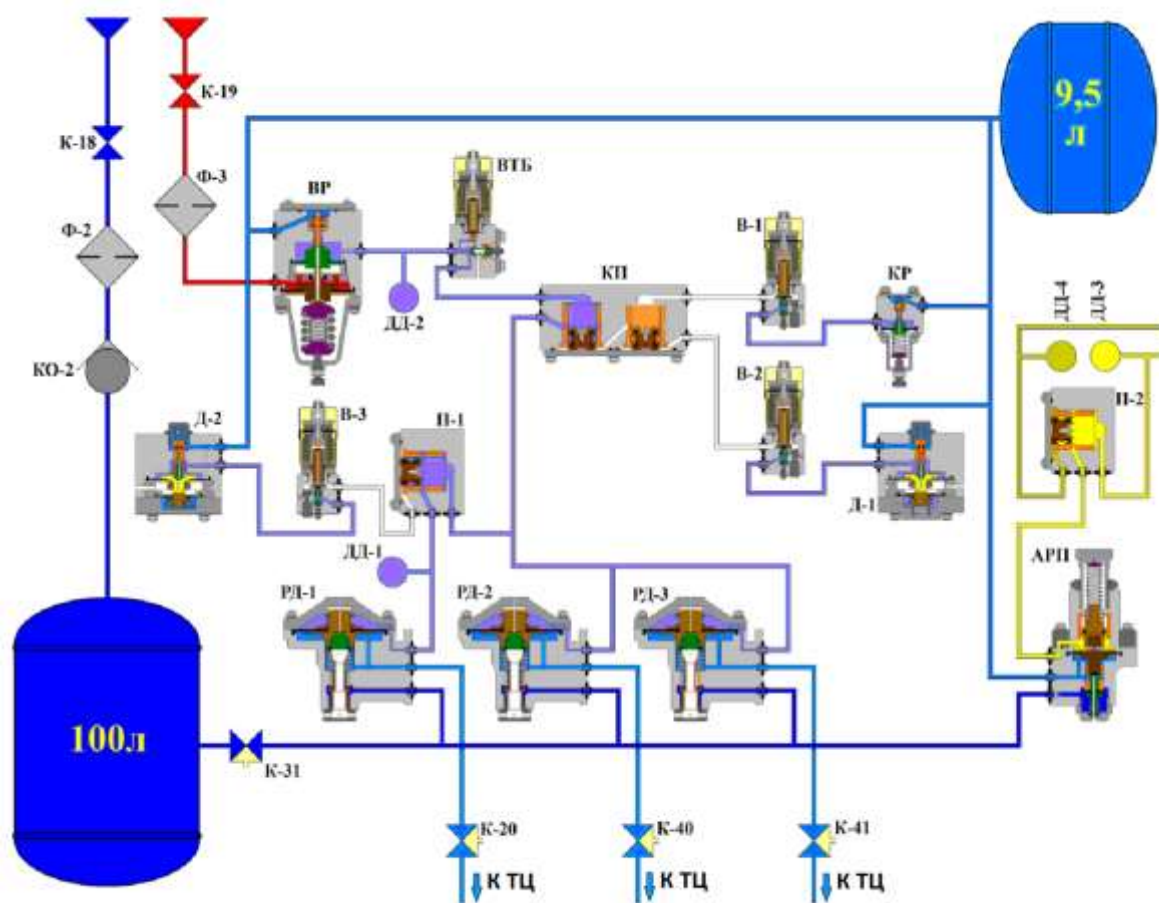 К-19
9,5
л
К-18
ВТБ
Ф-3
ВР
Ф-2
В-1
КП
КР
ДД-4
ДД-3
ДД-2
КО-2
В-2
Д-2
В-3
П-1
П-2
Д-1
ДД-1
АРП
РД-1
РД-2
РД-3
100л
К-31
К-20
К-40
К-41
К ТЦ
К ТЦ
К ТЦ